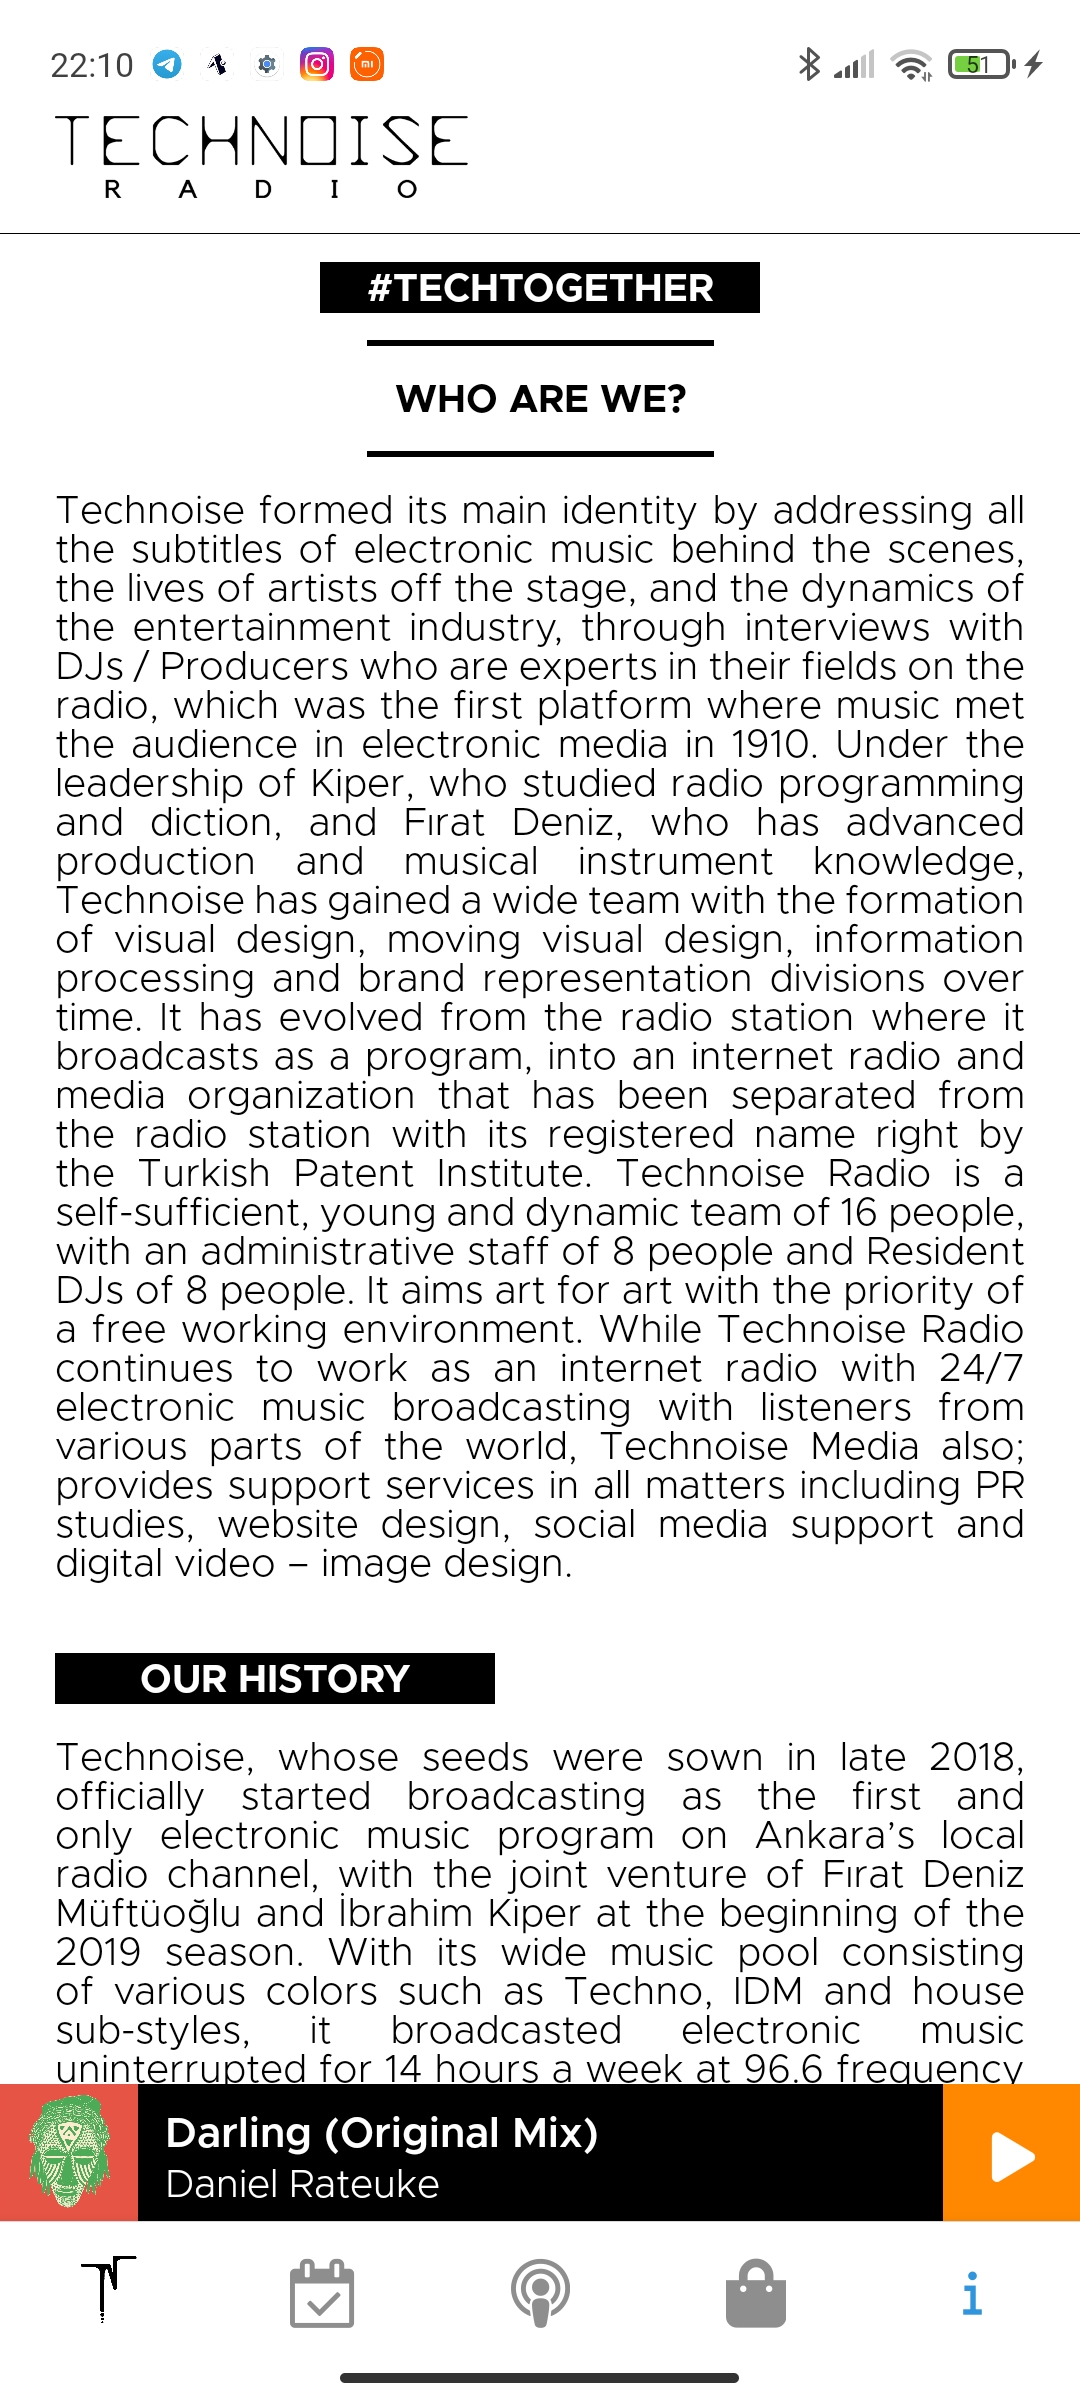 22:10
51
TECHNOISE
RADIO
#TECHTOGETHER
WHO ARE WE?
Technoise formed its main identity by addressing all
the subtitles of electronic music behind the scenes,
the lives of artists off the stage, and the dynamics of
the entertainment industry, through interviews with
DJs / Producers who are experts in their fields on the
radio, which was the first platform where music met
the audience in electronic media in 1910. Under the
leadership of Kiper, who studied radio programming
and diction, and Fırat Deniz, who has advanced
production and musical instrument knowledge,
Technoise has gained a wide team with the formation
of visual design, moving visual design, information
processing and brand representation divisions over
time. It has evolved from the radio station where it
broadcasts as a program, into an internet radio and
media organization that has been separated from
the radio station with its registered name right by
the Turkish Patent Institute. Technoise Radio is a
self-sufficient, young and dynamic team of 16 people,
with an administrative staff of 8 people and Resident
DJs of 8 people. It aims art for art with the priority of
a free working environment. While Technoise Radio
continues to work as an internet radio with 24/7
electronic music broadcasting with listeners from
various parts of the world, Technoise Media also;
provides support services in all matters including PR
studies, website design, social media support and
digital video – image design.
OUR HISTORY
Technoise, whose seeds were sown in late 2018,
officially started broadcasting as the first and
only electronic music program on Ankara’s local
radio channel, with the joint venture of Fırat Deniz
Müftüoğlu and İbrahim Kiper at the beginning of the
2019 season. With its wide music pool consisting
of various colors such as Techno, IDM and house
sub-styles, it broadcasted electronic music
uninterrupted for 14 hours a week at 96.6 frequency
Darling (Original Mix)
Daniel Rateuke